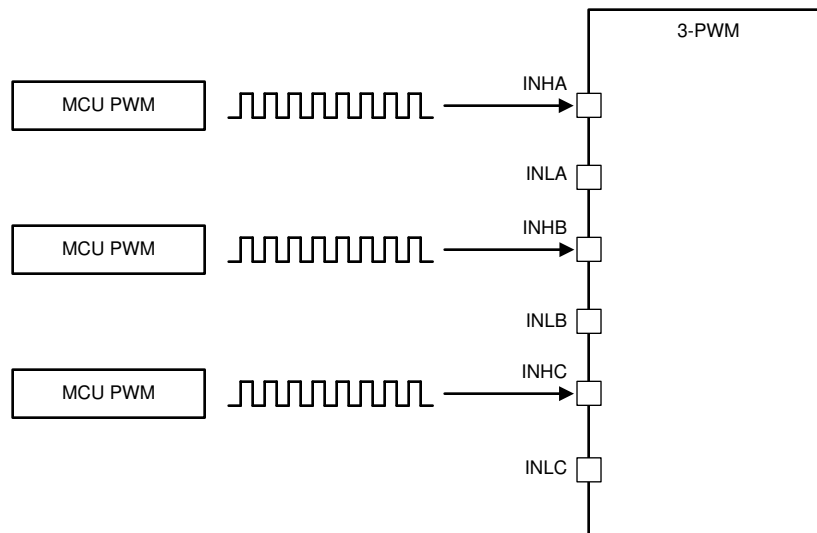 3-PWM
INHA
MCU PWM
INLA
INHB
MCU PWM
INLB
INHC
MCU PWM
INLC